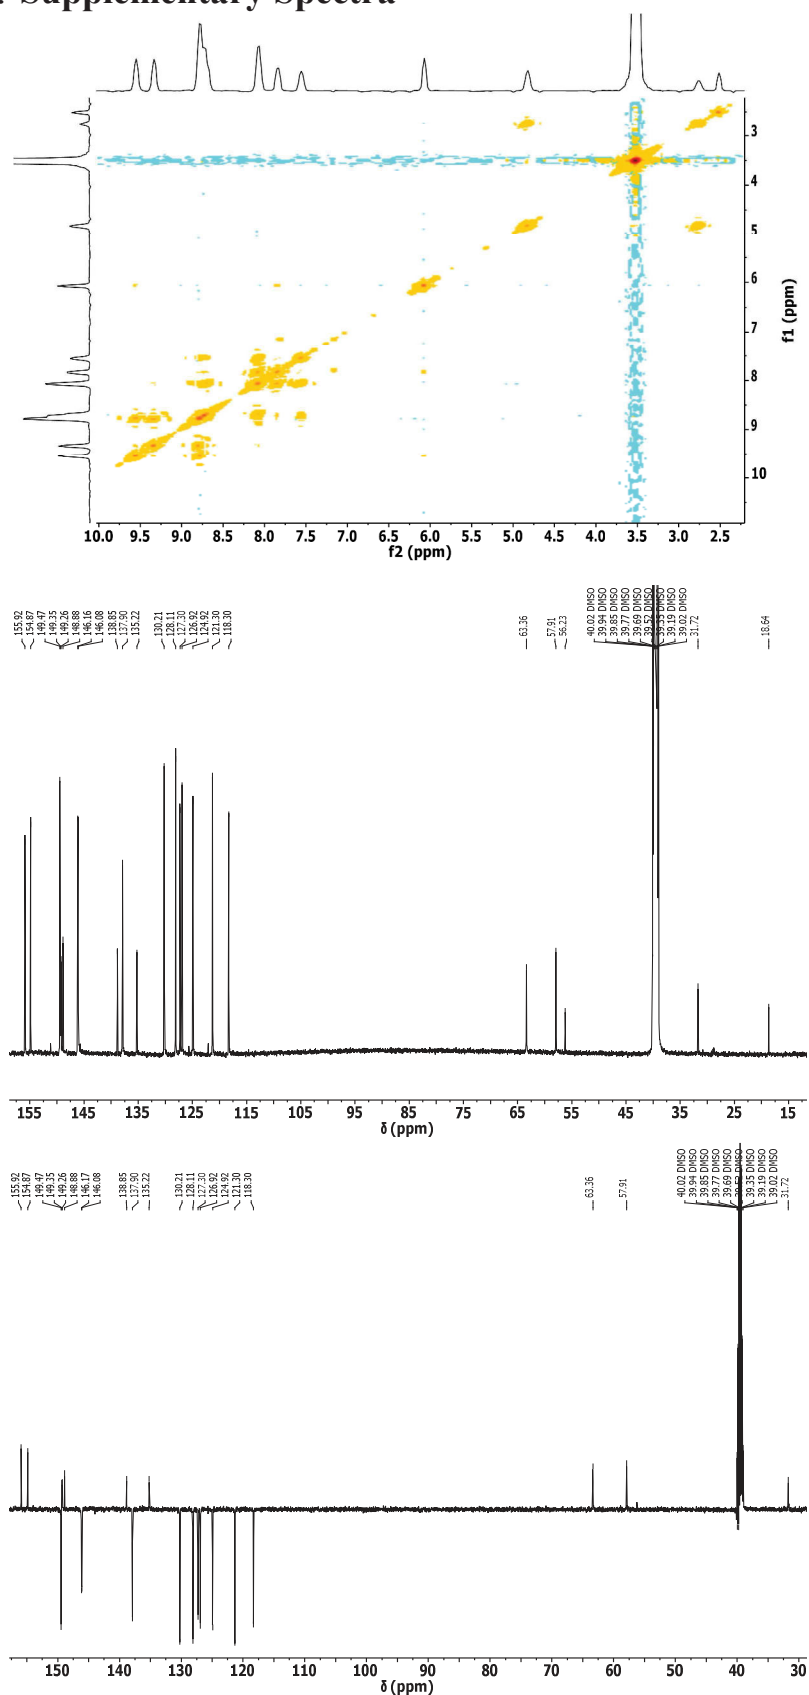 Supplementary Spectra
3
4
5
6
7
8
9
10
f1 (ppm)
10.0 9.5 9.0 8.5 8.0 7.5 7.0 6.5 6.0 5.5 5.0 4.5 4.0 3.5 3.0 2.5
f2 (ppm)
155.92
154.87
149.47
149.35
149.26
148.88
146.16
146.08
138.85
137.90
135.22
130.21
128.11
127.30
126.92
124.92
121.30
118.30
63.36
57.91
56.23
40.02 DMSO
39.94 DMSO
39.85 DMSO
39.77 DMSO
39.69 DMSO
39.52 DMSO
39.35 DMSO
39.19 DMSO
39.02 DMSO
31.72
18.64
155 145 135 125 115 105 95 85 75 65 55 45 35 25 15
δ (ppm)
155.92
154.87
149.47
149.35
149.26
148.88
146.17
146.08
138.85
137.90
135.22
130.21
128.11
127.30
126.92
124.92
121.30
118.30
63.36
57.91
40.02 DMSO
39.94 DMSO
39.85 DMSO
39.77 DMSO
39.69 DMSO
DMSO
39.35 DMSO
39.19 DMSO
39.02 DMSO
31.72
150 140 130 120 110 100 90 80 70 60 50 40 30
δ (ppm)